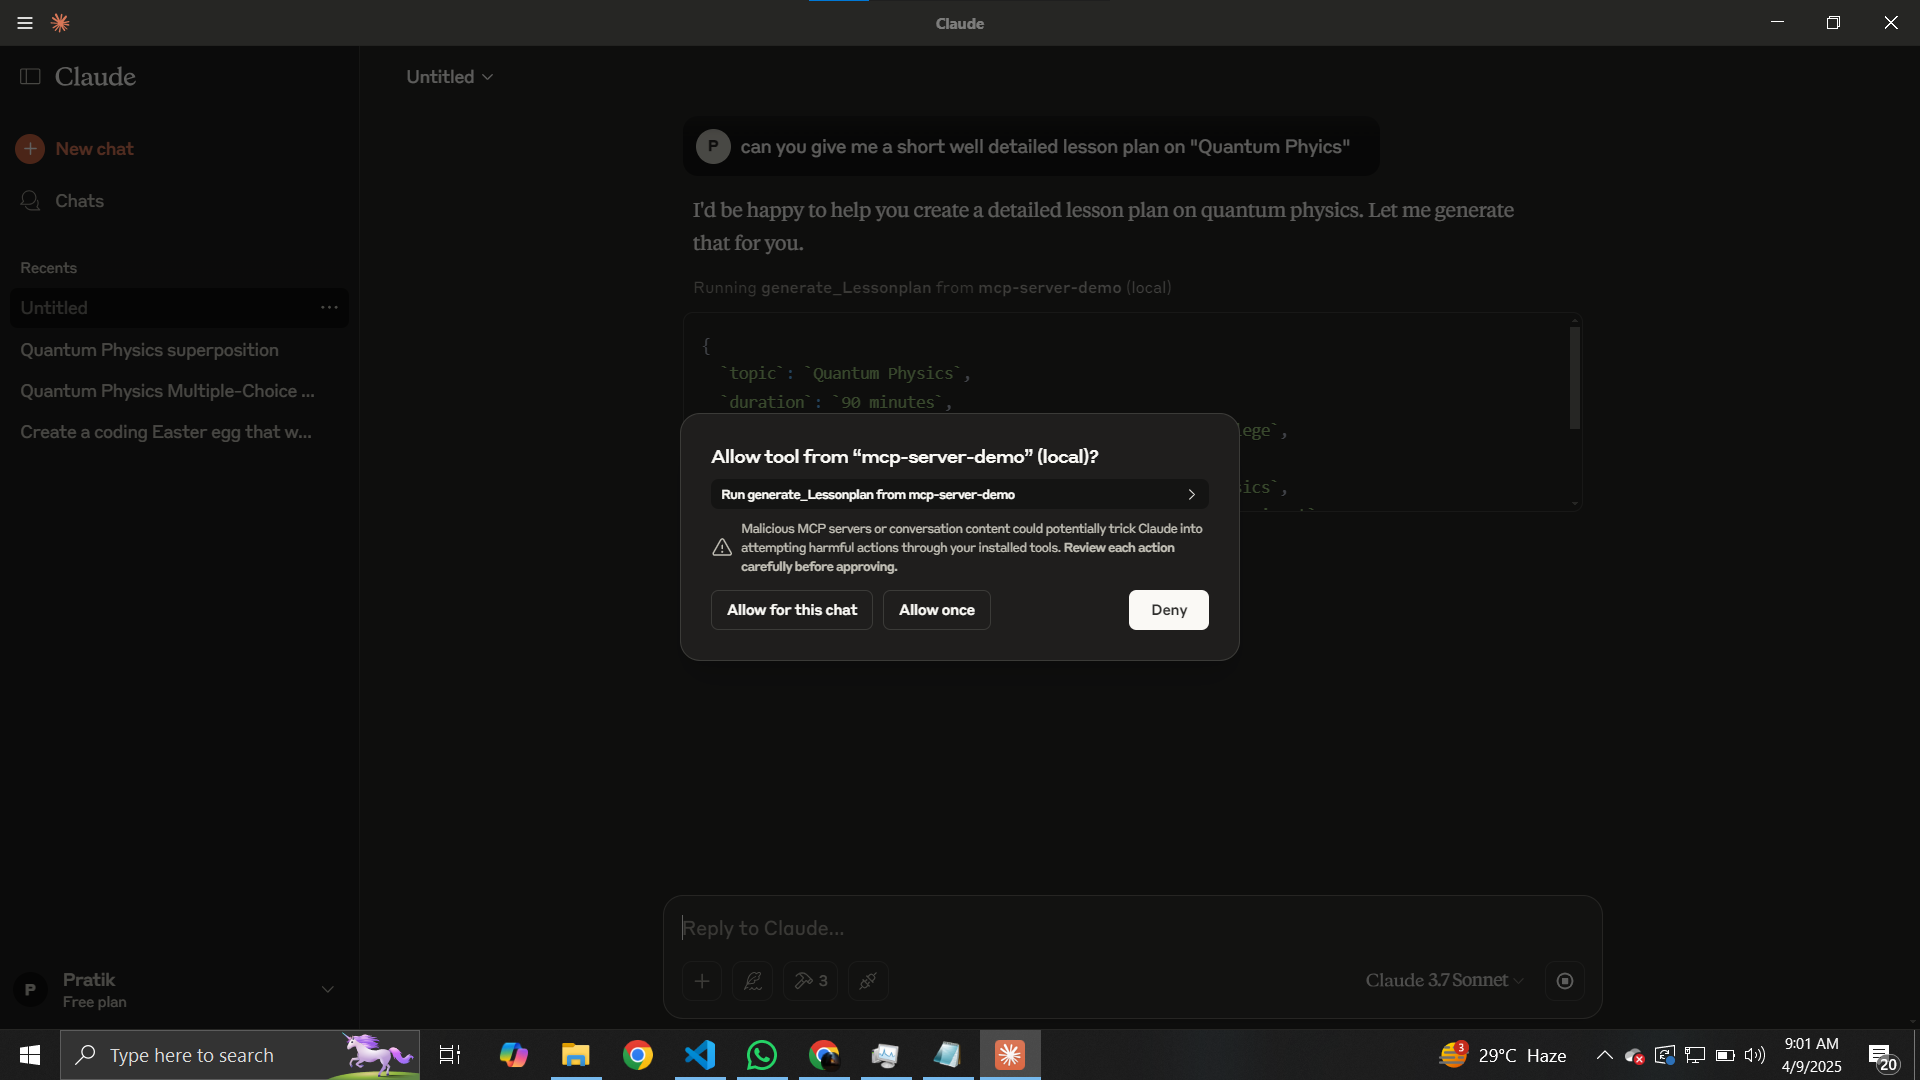 Claude
Claude
Untitled
New chat
Chats
Recents
Untitled
Quantum Physics superposition
Quantum Physics Multiple-Choice ...
Create a coding Easter egg that w...
P
can you give me a short well detailed lesson plan on "Quantum Phyics"
I'd be happy to help you create a detailed lesson plan on quantum physics. Let me generate
that for you.
Running generate_Lessonplan from mcp-server-demo (local)
{
`topic`: `Quantum Physics`,
`duration`: `90 minutes`,
lege`,
ics`,
Allow tool from “mcp-server-demo” (local)?
Run generate_Lessonplan from mcp-server-demo
Malicious MCP servers or conversation content could potentially trick Claude into
attempting harmful actions through your installed tools. Review each action
carefully before approving.
Allow for this chat
Allow once
Deny
Reply to Claude...
3
Claude 3.7 Sonnet
P
Pratik
Free plan
Type here to search
3
29°C Haze
9:01 AM
4/9/2025
20